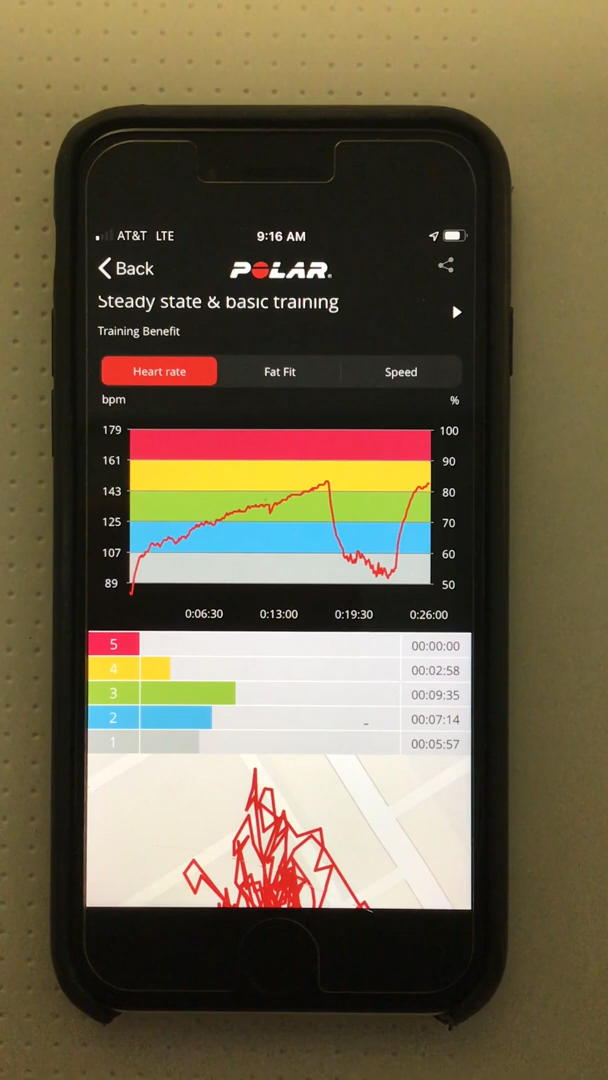 AT&T LTE 9:16 AM
Back POLAR.
Steady state & basic training
Training Benefit
Heart rate Fat Fit Speed
bpm %
179 100
161 90
143 80
125 70
107 60
89 50
0:06:30 0:13:00 0:19:30 0:26:00
5 00:00:00
4 00:02:58
3 00:09:35
2 00:07:14
1 00:05:57